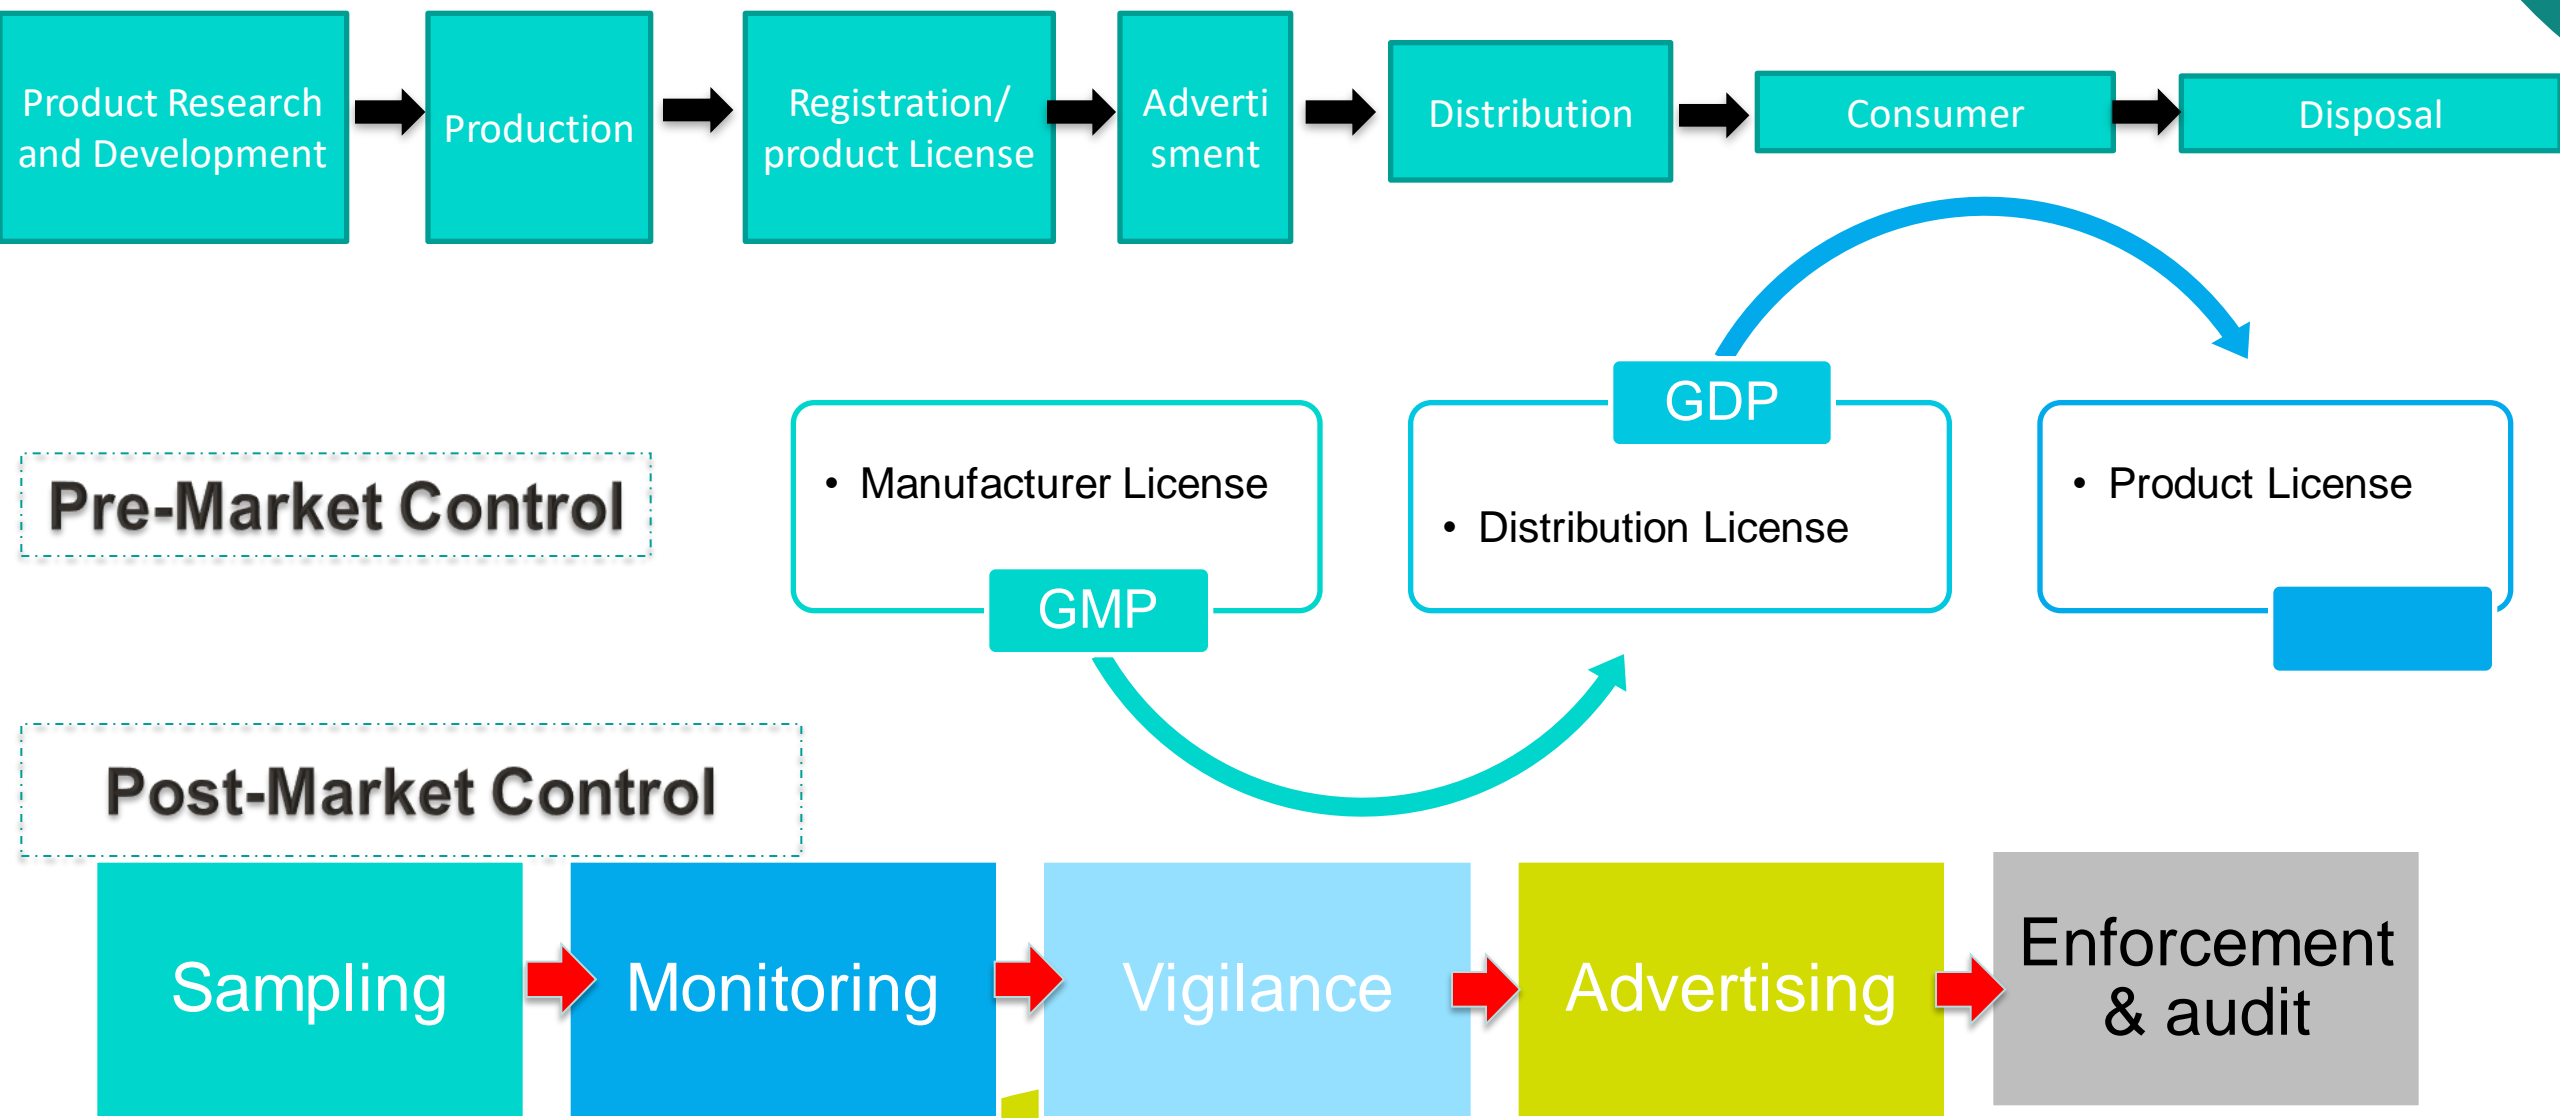 Product Research
and Development
Production
Registration/
product License
Adverti
sment
Distribution
Consumer
Disposal
Pre-Market Control
• Manufacturer License
GMP
GDP
• Distribution License
• Product License
Post-Market Control
Sampling
Monitoring
Vigilance
Advertising
Enforcement
& audit